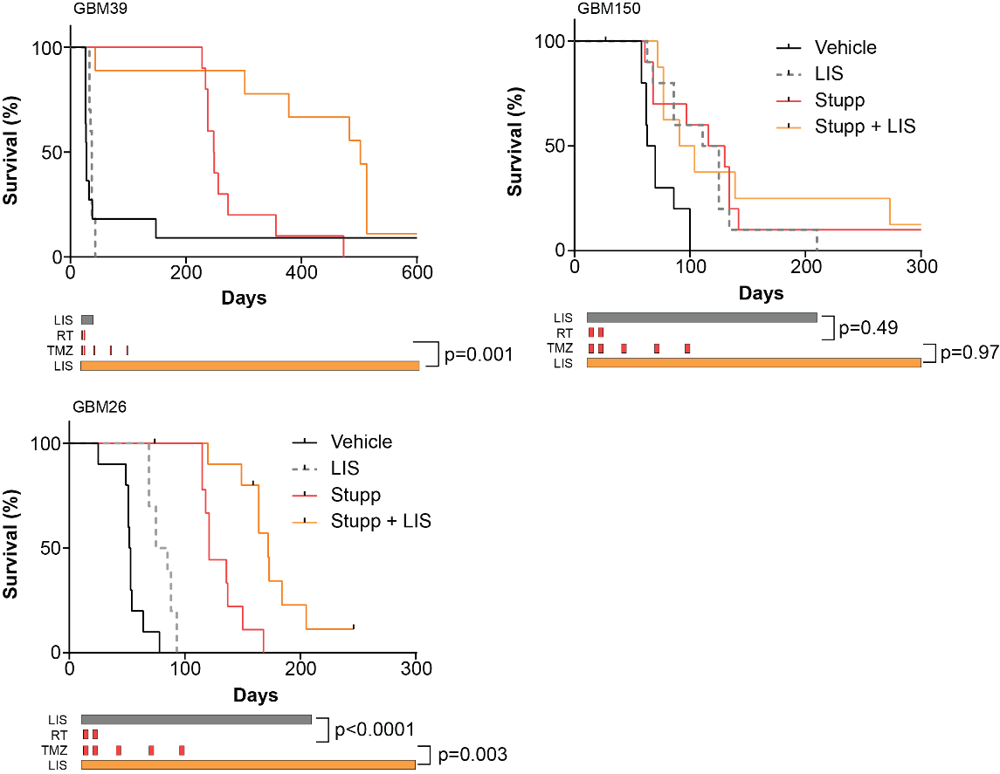 GBM39
Survival (%)
100
50
0
0 200 400 600
Days
LIS
RT
TMZ
LIS
p=0.001
GBM150
Survival (%)
100
50
0
0 100 200 300
Days
Vehicle
LIS
Stupp
Stupp + LIS
LIS
RT
TMZ
LIS
p=0.49
p=0.97
GBM26
Survival (%)
100
50
0
0 100 200 300
Days
Vehicle
LIS
Stupp
Stupp + LIS
LIS
RT
TMZ
LIS
p<0.0001
p=0.003